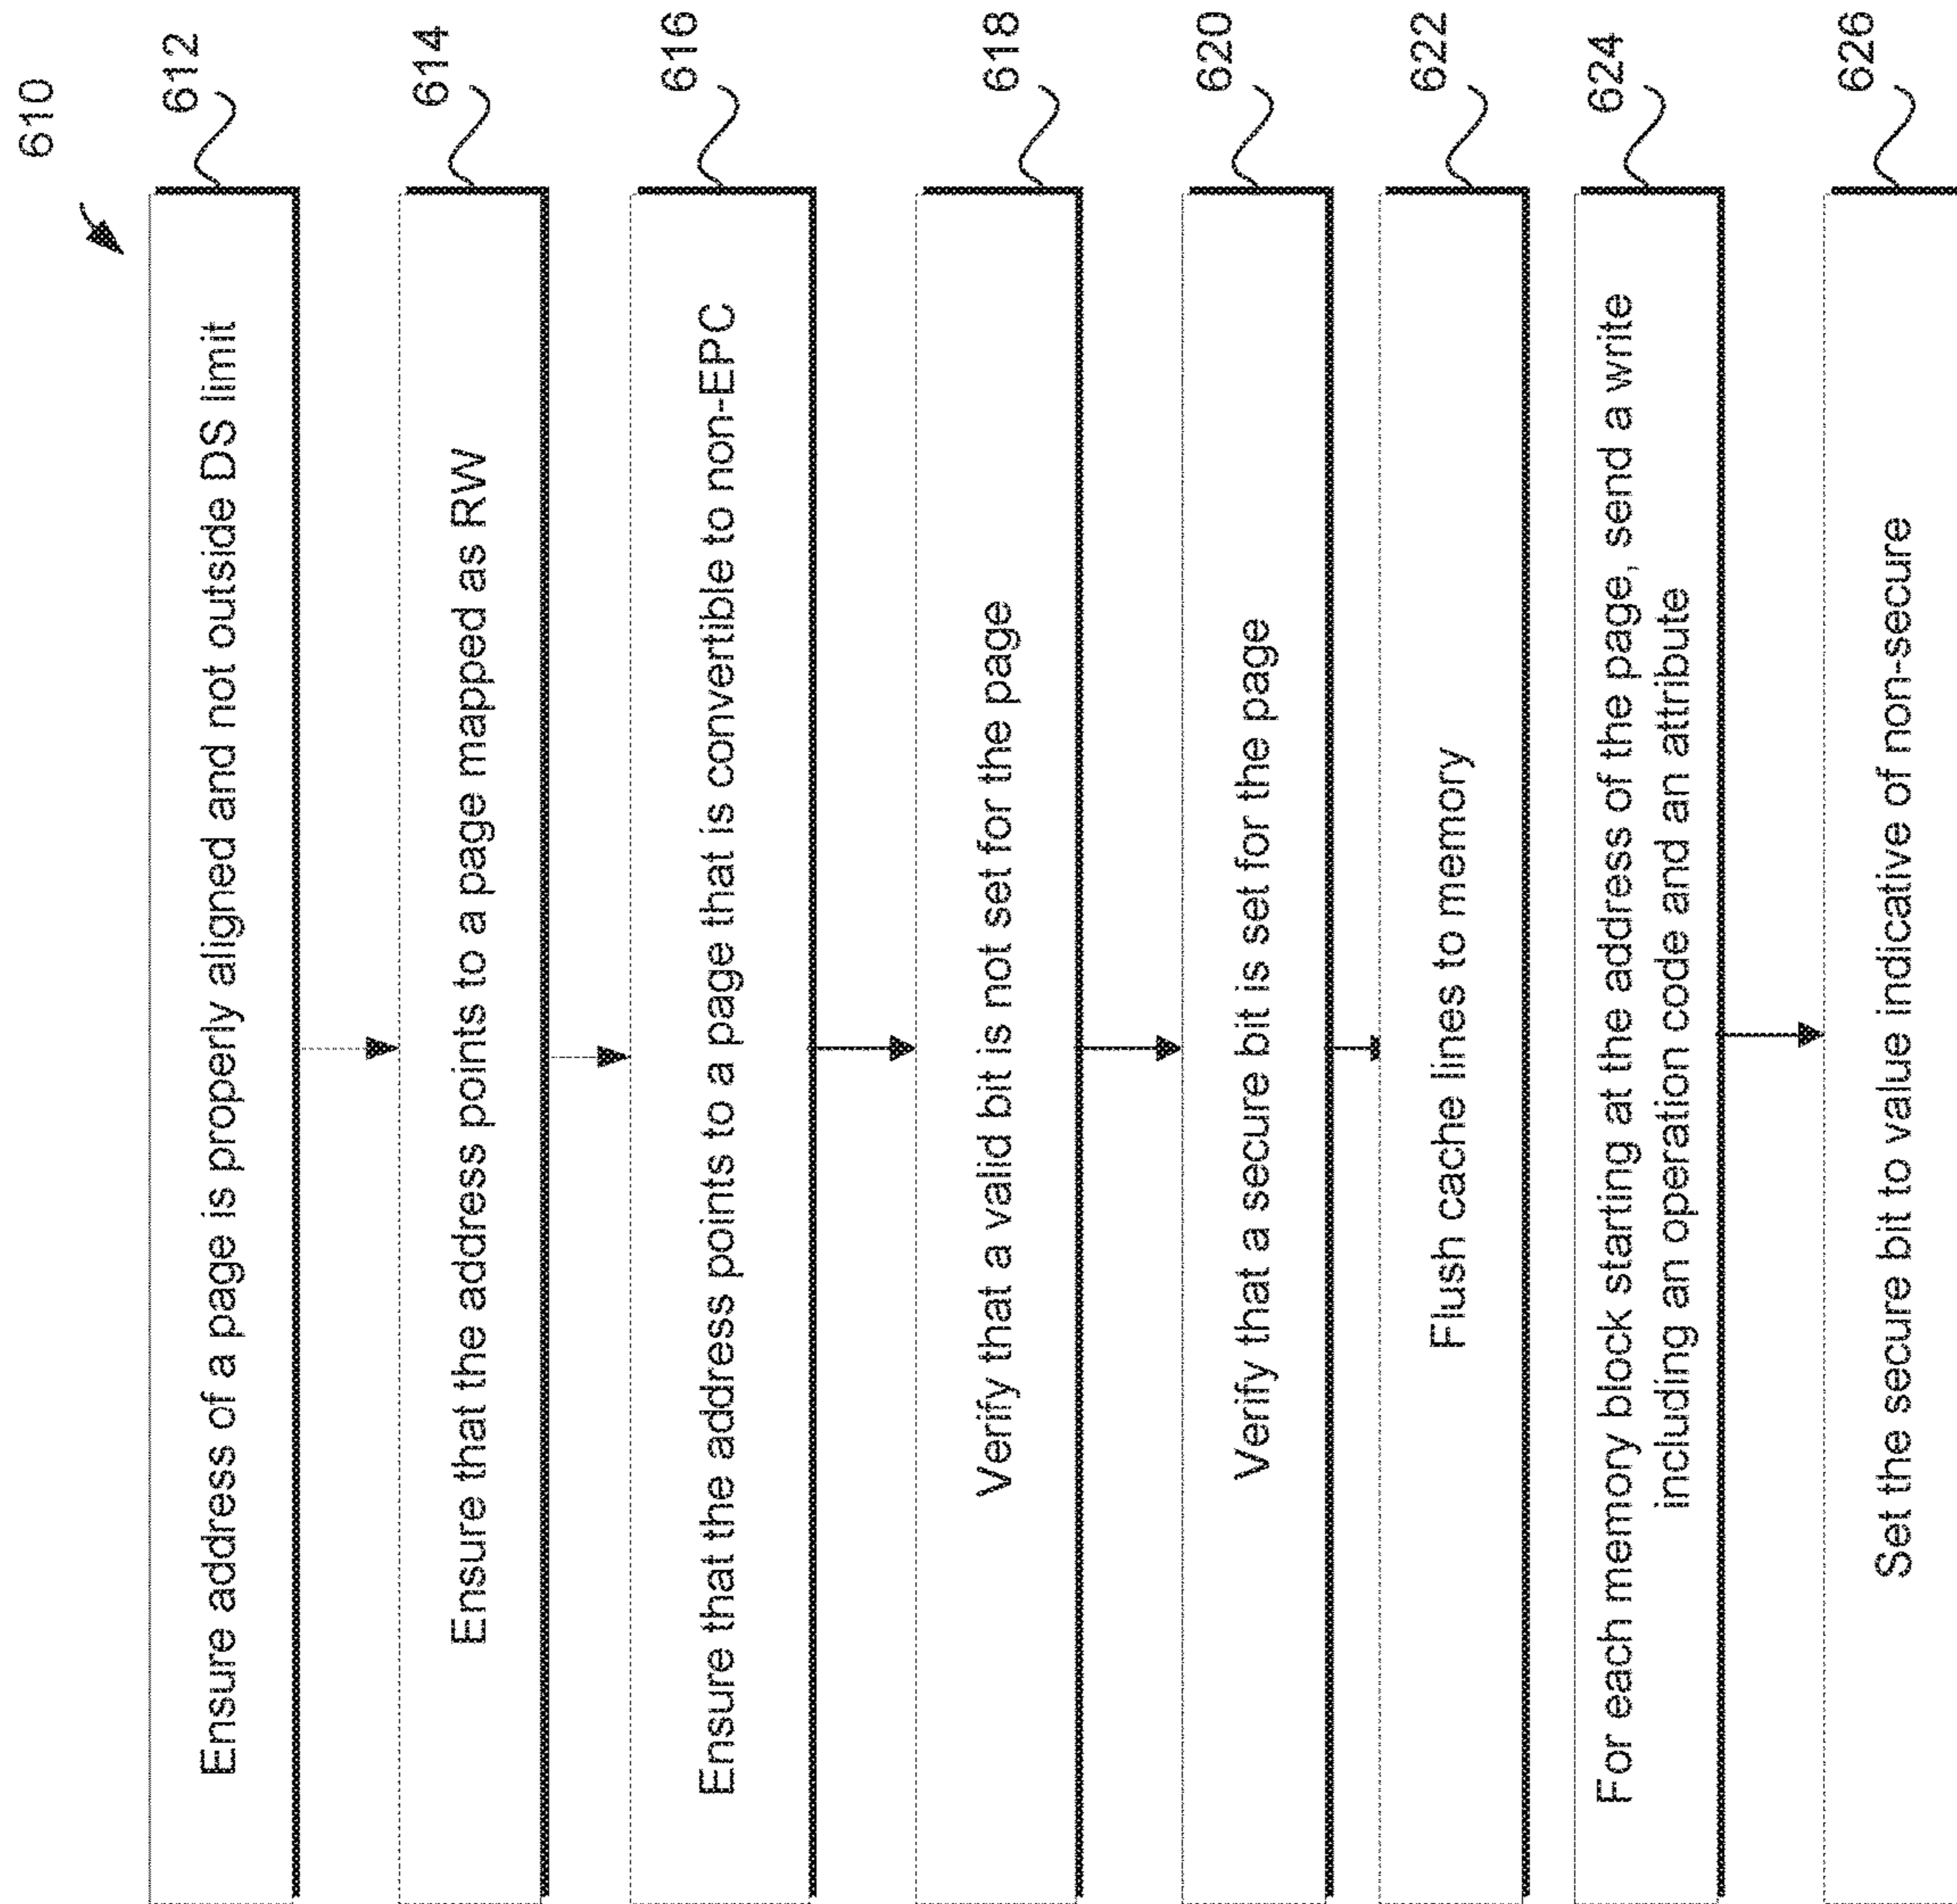 610
Ensure address of a page is properly aligned and not outside DS limit
612
Ensure that the address points to a page mapped as RW
614
Ensure that the address points to a page that is convertible to non-EPC
616
Verify that a valid bit is not set for the page
618
Verify that a secure bit is set for the page
620
Flush cache lines to memory
622
For each memory block starting at the address of the page, send a write
including an operation code and an attribute
624
Set the secure bit to value indicative of non-secure
626